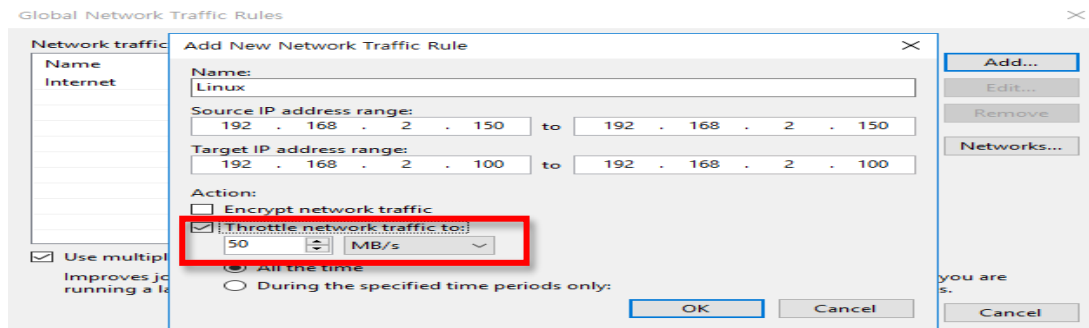 Global Network Traffic Rules
Network traffic
Name
Internet
Add New Network Traffic Rule
Name:
Linux
Source IP address range:
192 . 168 . 2 . 150 to 192 . 168 . 2 . 150
Target IP address range:
192 . 168 . 2 . 100 to 192 . 168 . 2 . 100
Action:
Encrypt network traffic
Throttle network traffic to:
50 MB/s
All the time
During the specified time periods only:
OK Cancel
Add...
Edit...
Remove
Networks...
Use multipl
Improves jo
running a la
you are
s.
Cancel